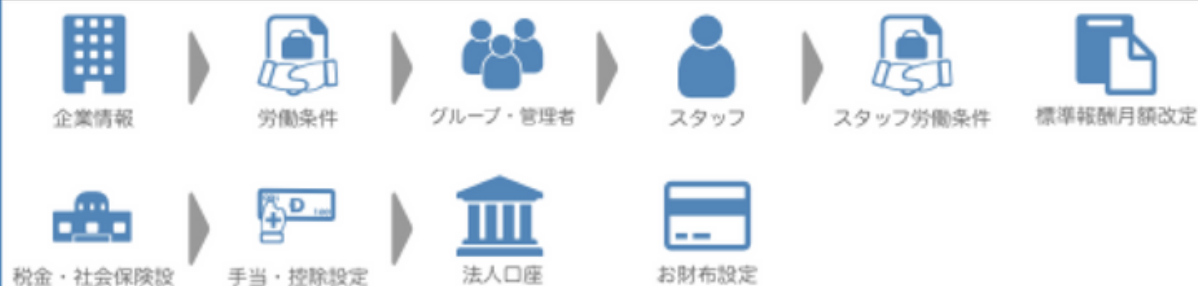 企業情報
労働条件
グループ・管理者
スタッフ
スタッフ労働条件
標準報酬月額改定
D
100
税金・社会保険設
手当・控除設定
法人口座
お財布設定